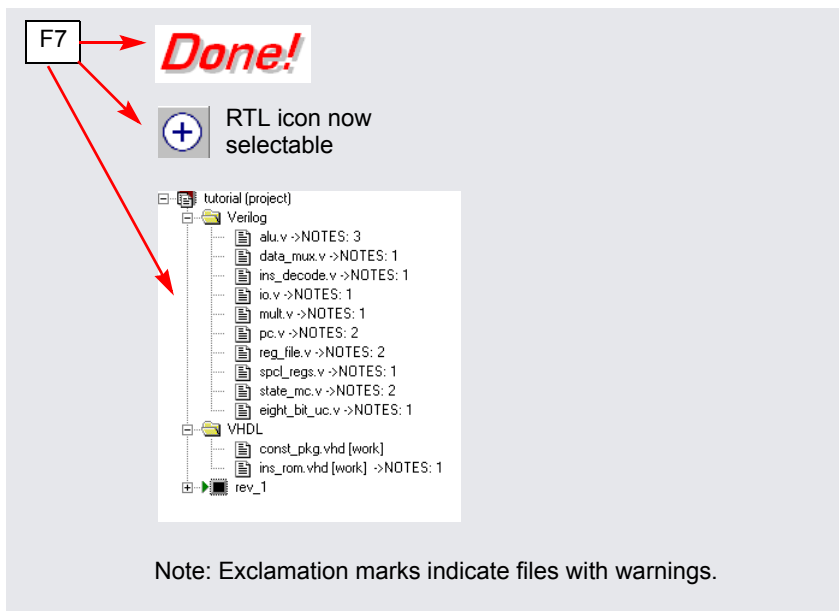 F7
Done!
RTL icon now
selectable
tutorial (project)
Verilog
alu.v ->NOTES: 3
data_mux.v ->NOTES: 1
ins_decode.v ->NOTES: 1
io.v ->NOTES: 1
mult.v ->NOTES: 1
pc.v ->NOTES: 2
reg_file.v ->NOTES: 2
spcl_regs.v ->NOTES: 1
state_mc.v ->NOTES: 2
eight_bit_uc.v ->NOTES: 1
VHDL
const_pkg.vhd [work]
ins_rom.vhd [work] ->NOTES: 1
rev_1
Note: Exclamation marks indicate files with warnings.